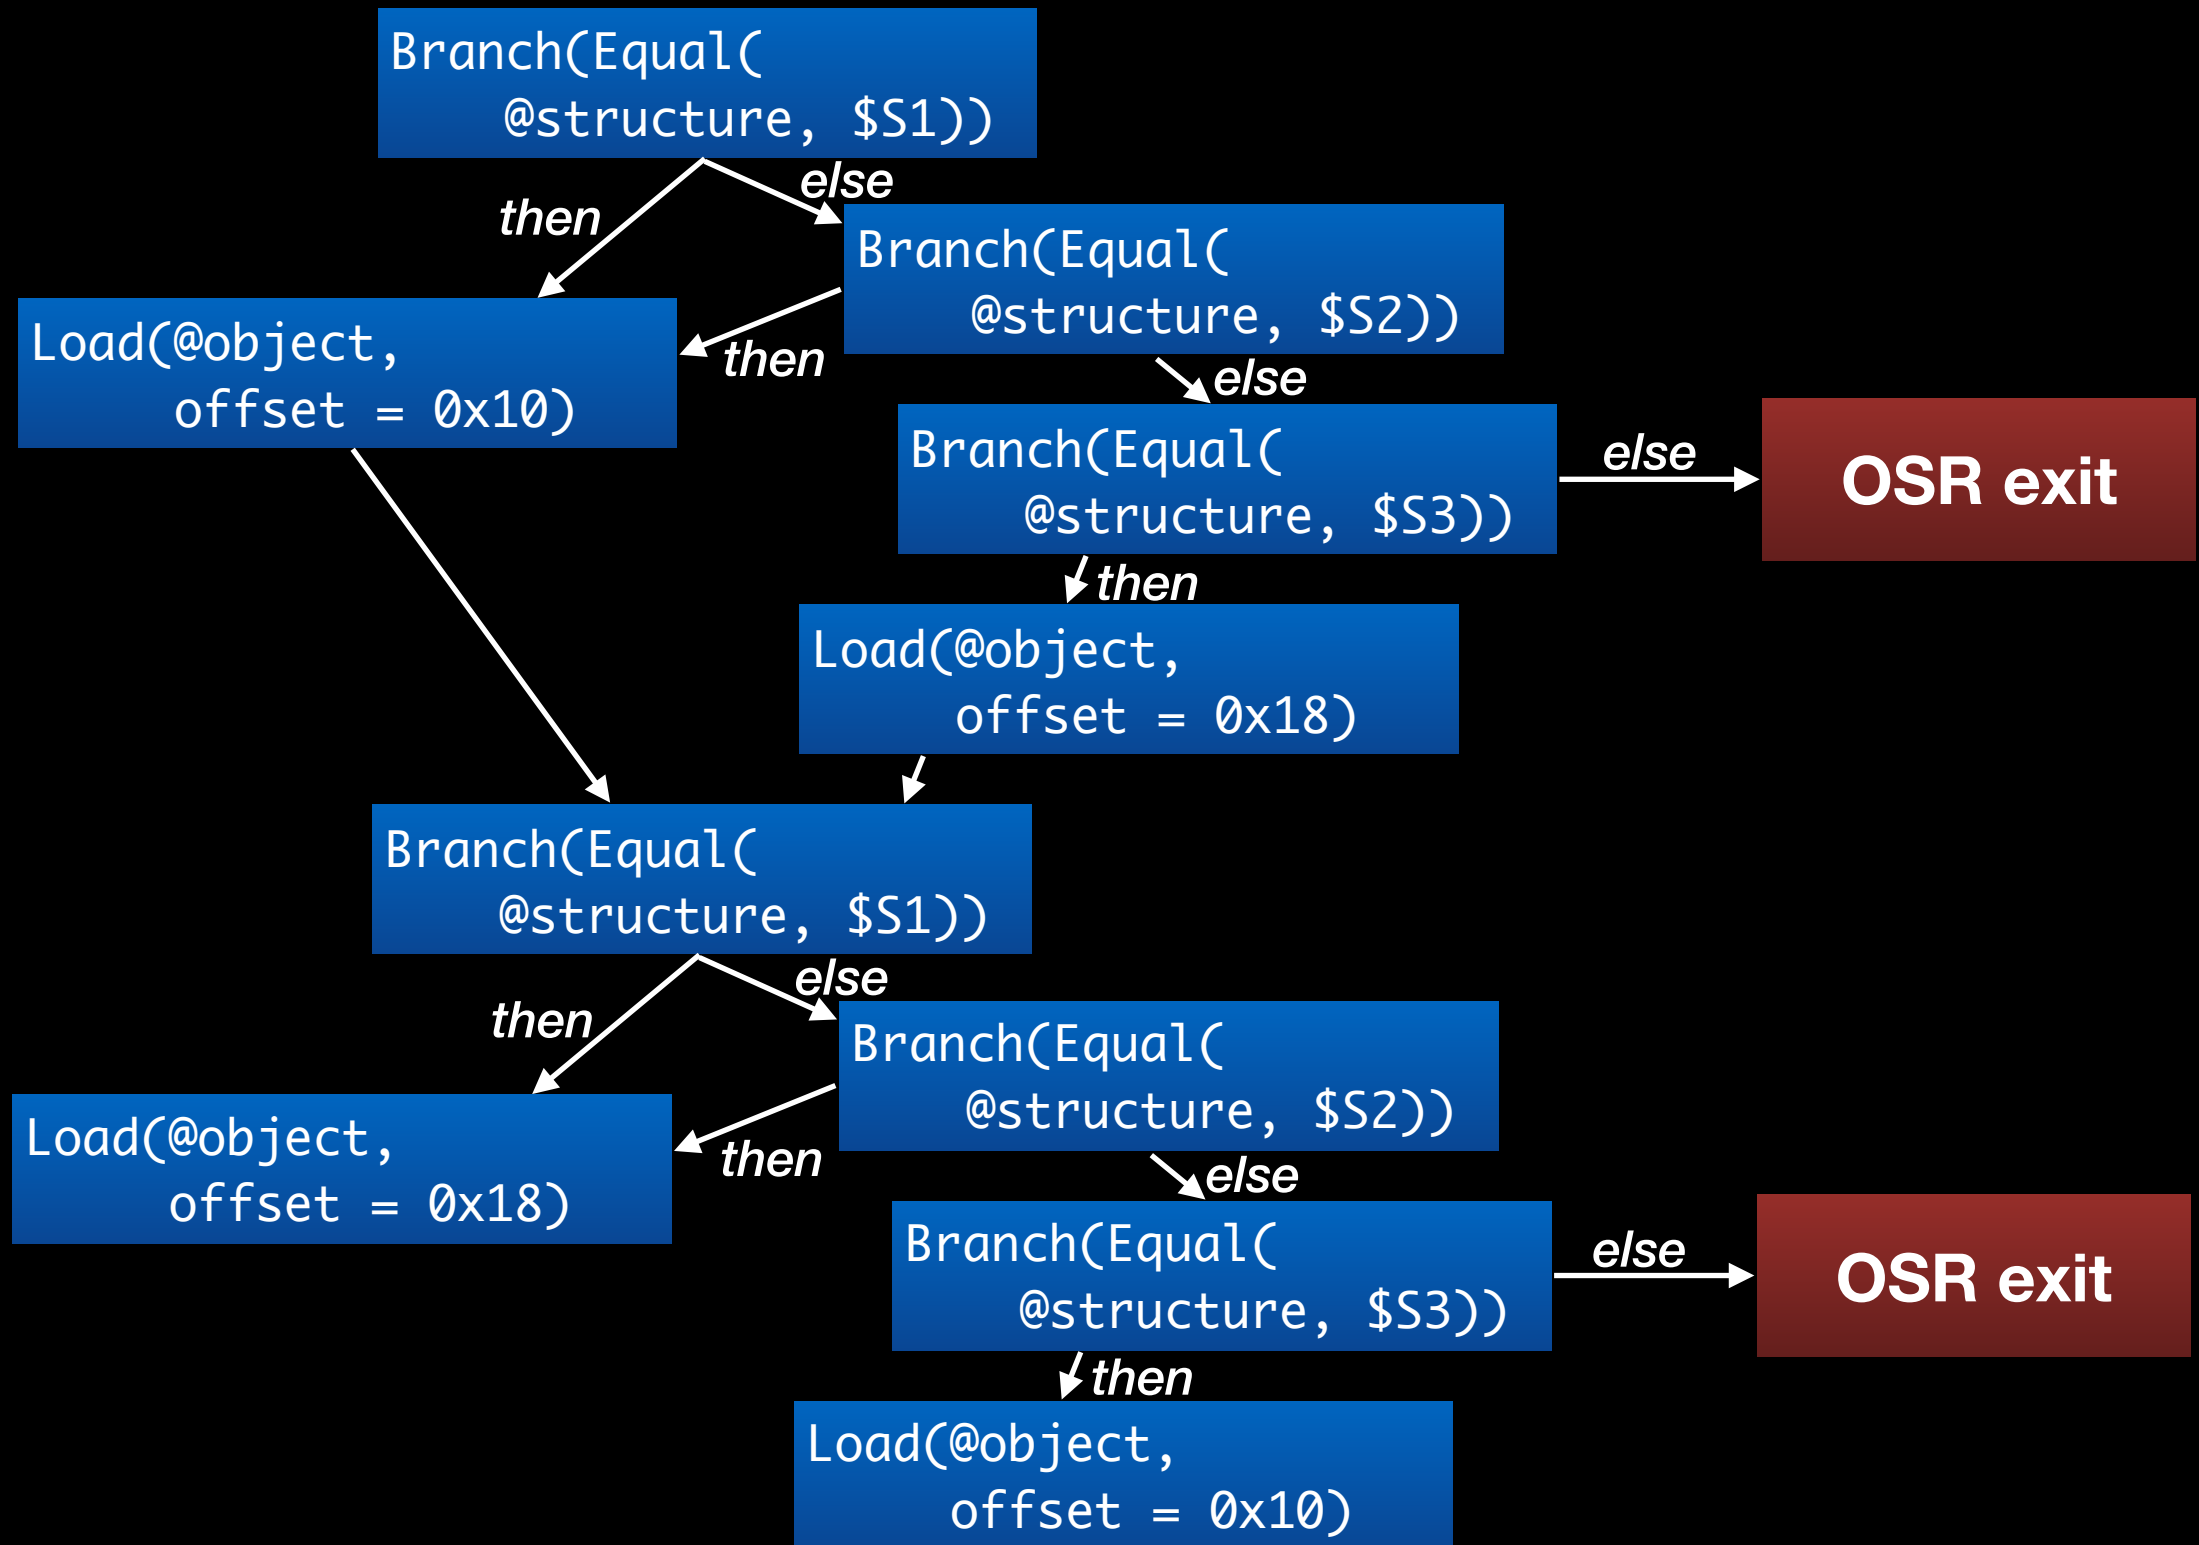 Branch(Equal(
@structure, $S1))
then
else
Branch(Equal(
@structure, $S2))
Load(@object,
offset = 0x10)
then
else
Branch(Equal(
@structure, $S3))
else
OSR exit
then
Load(@object,
offset = 0x18)
Branch(Equal(
@structure, $S1))
then
else
Branch(Equal(
@structure, $S2))
Load(@object,
offset = 0x18)
then
else
Branch(Equal(
@structure, $S3))
else
OSR exit
then
Load(@object,
offset = 0x10)